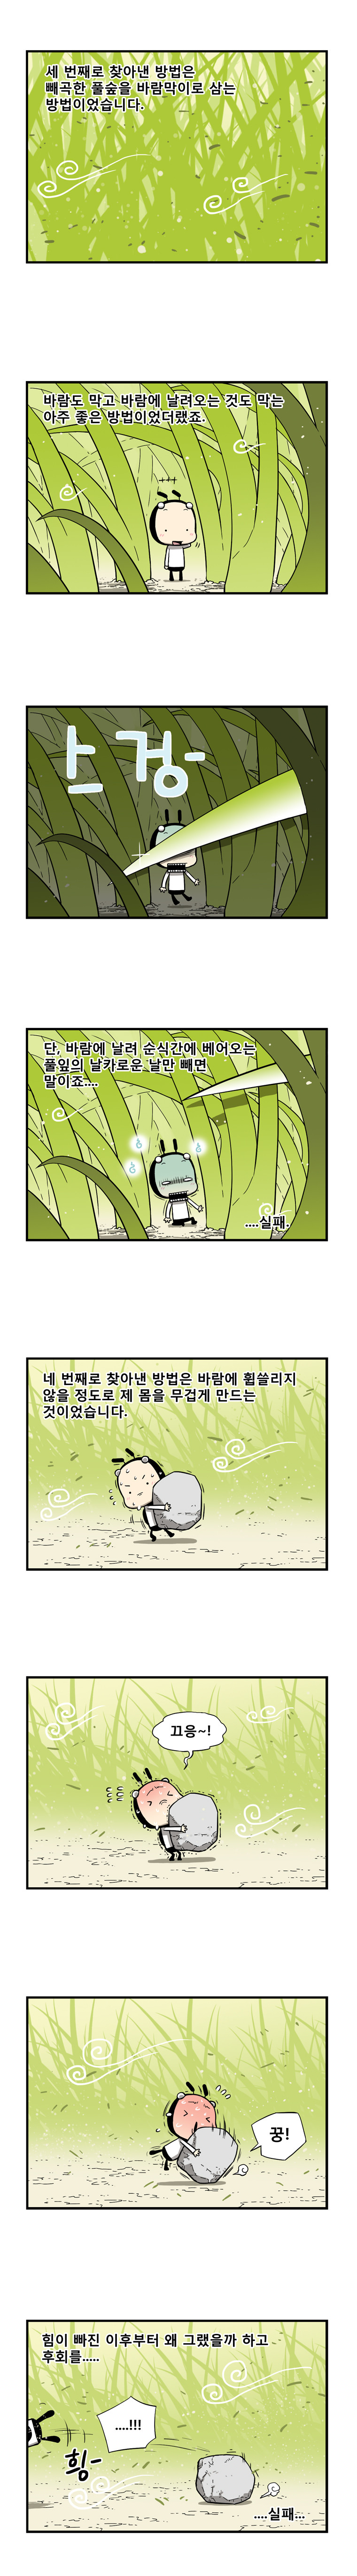 세 번째로 찾아낸 방법은
빼곡한 풀숲을 바람막이로 삼는
방법이었습니다.
바람도 막고 바람에 날려오는 것도 막는
아주 좋은 방법이었더랬죠.
스겅-
단, 바람에 날려 순식간에 베어오는
풀잎의 날카로운 날만 빼면
말이죠....
....실패.
네 번째로 찾아낸 방법은 바람에 휩쓸리지
않을 정도로 제 몸을 무겁게 만드는
것이었습니다.
끄응~!
꿍!
힘이 빠진 이후부터 왜 그랬을까 하고
후회를.....
....!!!
힝-
....실패...